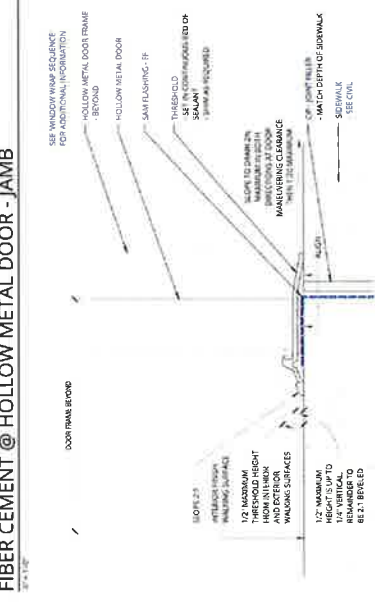 FIBER CEMENT @ HOLLOW METAL DOOR - JAMB
SEE WINDOW WRAP SEQUENCE
FOR ADDITIONAL INFORMATION
HOLLOW METAL DOOR FRAME
- BEYOND
HOLLOW METAL DOOR
SAM FLASHING - FF
THRESHOLD
- SET IN CONTINUOUS BED OF
SEALANT
- SHIM AS REQUIRED
DOOR FRAME BEYOND
SLOPE TO DRAIN 2%
MAXIMUM IN BOTH
DIRECTIONS AT DOOR
MANEUVERING CLEARANCE
THEN 1:20 MAXIMUM
ALIGN
JOINT FILLER
- MATCH DEPTH OF SIDEWALK
SIDEWALK
SEE CIVIL
SLOPE 2:1
INTERIOR FINISH
WALKING SURFACE
1/2" MAXIMUM
THRESHOLD HEIGHT
FROM INTERIOR
AND EXTERIOR
WALKING SURFACES
1/2" MAXIMUM
HEIGHT IS UP TO
1/4" VERTICAL
REMAINDER TO
BE 2:1 BEVELED